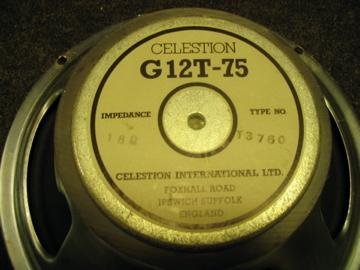 CELESTION
G12T-75
IMPEDANCE TYPE NO.
16Ω T3760
CELESTION INTERNATIONAL LTD.
FOXHALL ROAD
IPSWICH SUFFOLK
ENGLAND